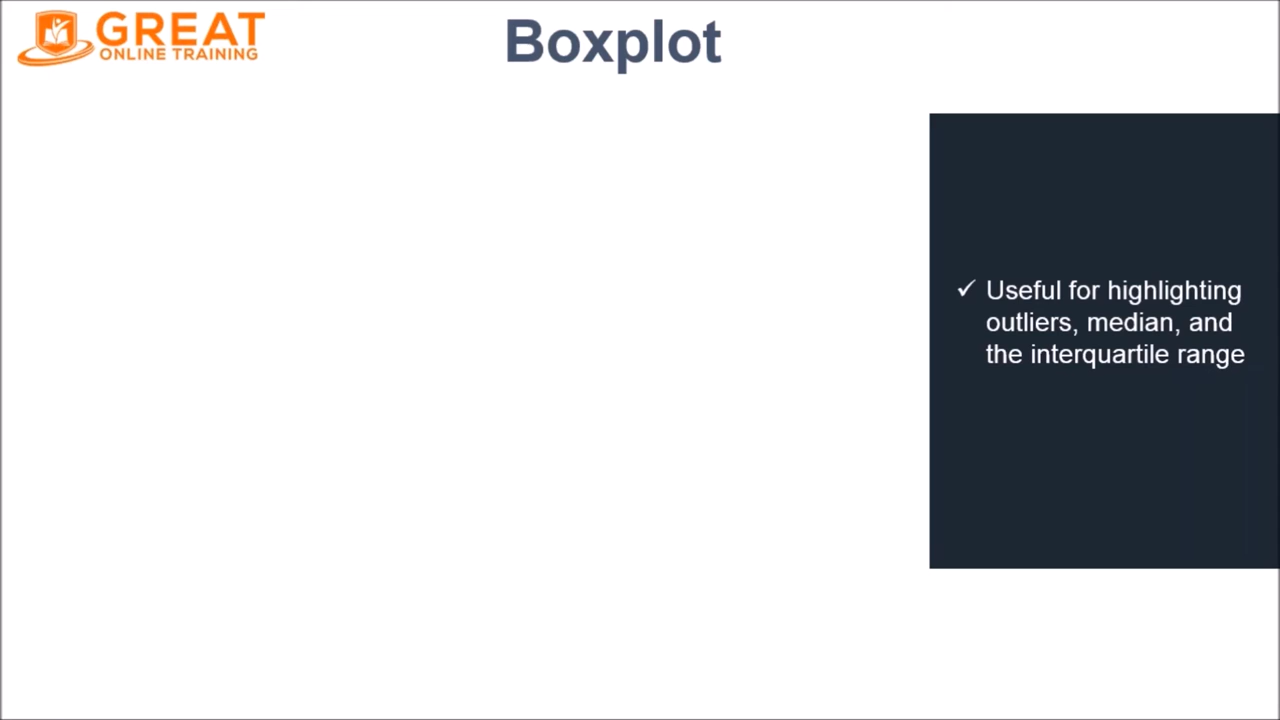 GREAT
ONLINE TRAINING
Boxplot
✓ Useful for highlighting
outliers, median, and
the interquartile range